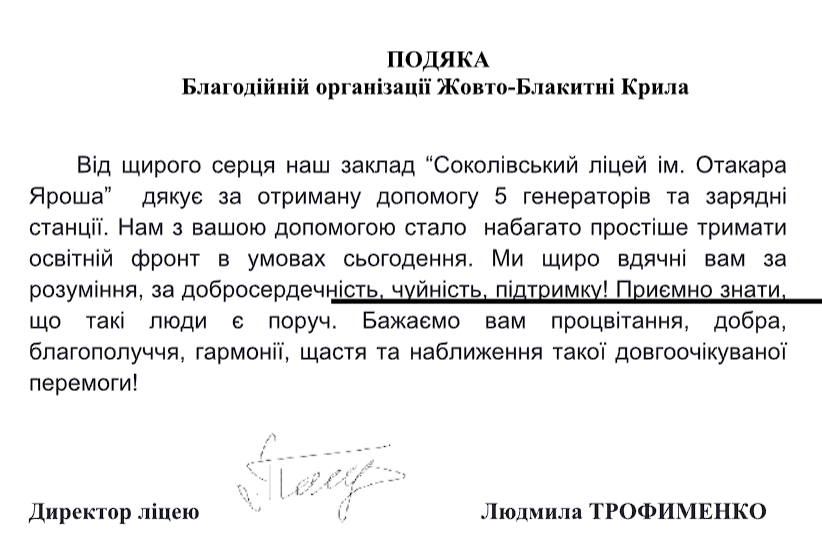 ПОДЯКА
Благодійній організації Жовто-Блакитні Крила
Від щирого серця наш заклад “Соколівський ліцей ім. Отакара
Яроша” дякує за отриману допомогу 5 генераторів та зарядні
станції. Нам з вашою допомогою стало набагато простіше тримати
освітній фронт в умовах сьогодення. Ми щиро вдячні вам за
розуміння, за добросердечність, чуйність, підтримку! Приємно знати,
що такі люди є поруч. Бажаємо вам процвітання, добра,
благополуччя, гармонії, щастя та наближення такої довгоочікуваної
перемоги!
Директор ліцею Людмила ТРОФИМЕНКО